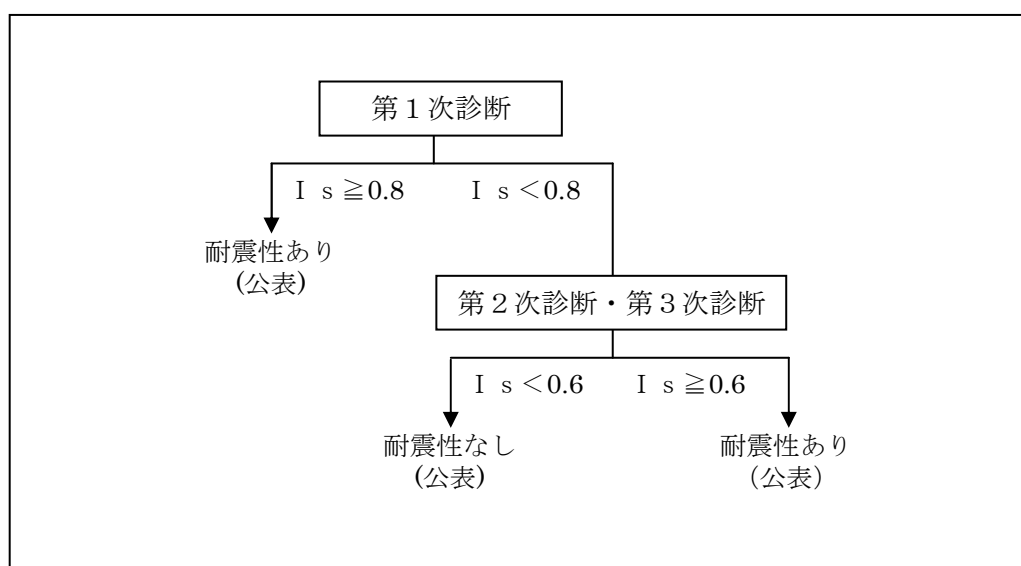 第１次診断
Ｉｓ≧0.8
Ｉｓ＜0.8
耐震性あり
(公表)
第２次診断・第３次診断
Ｉｓ＜0.6
Ｉｓ≧0.6
耐震性なし
(公表)
耐震性あり
（公表）